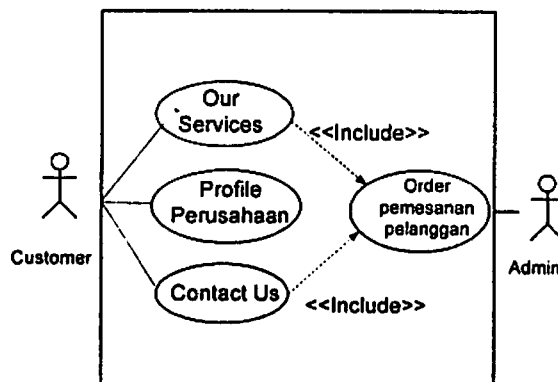 Our
Services
<<Include>>
Profile
Perusahaan
Order
pemesanan
pelanggan
Customer
Admin
Contact Us
<<Include>>